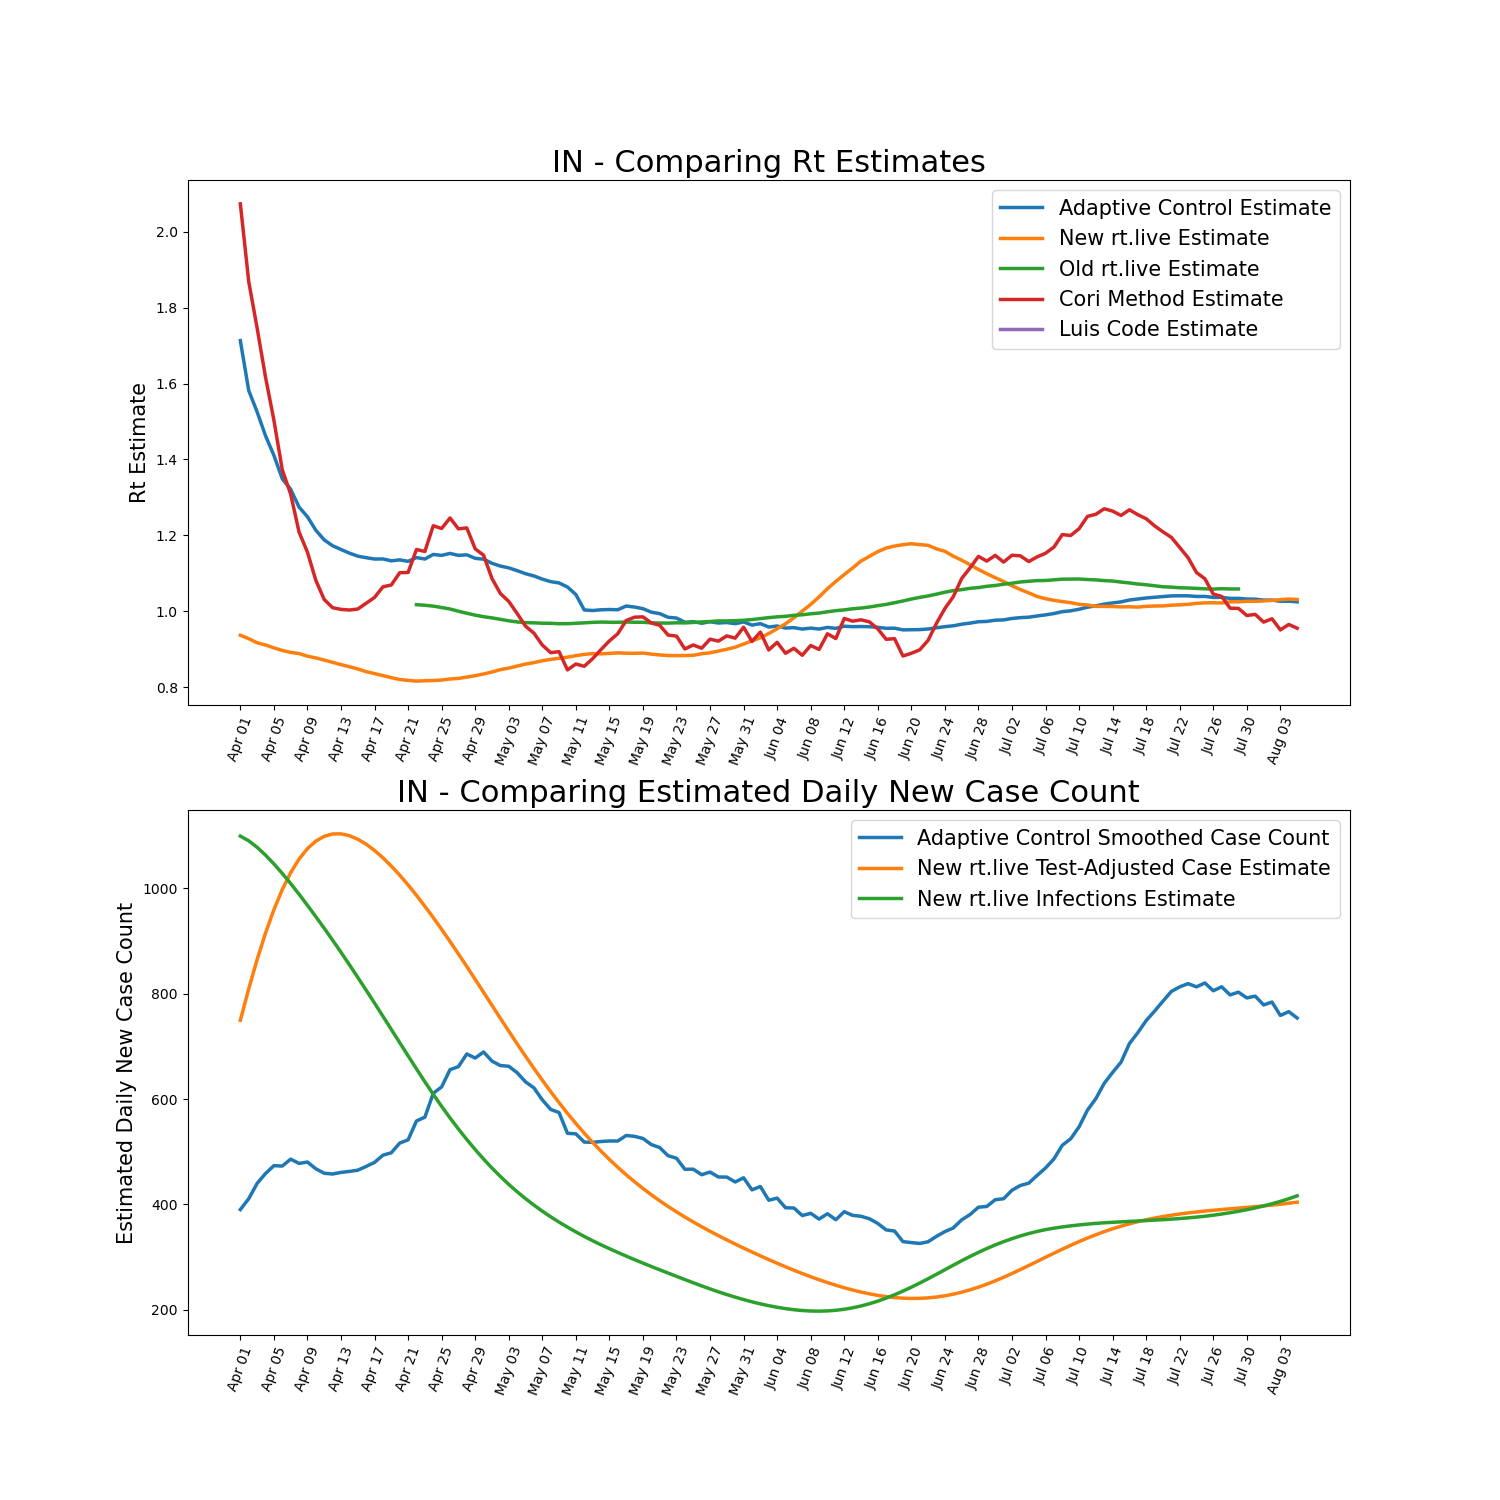 IN - Comparing Rt Estimates
Rt Estimate
2.0
1.8
1.6
1.4
1.2
1.0
0.8
Adaptive Control Estimate
New rt.live Estimate
Old rt.live Estimate
Cori Method Estimate
Luis Code Estimate
Apr 01 Apr 05 Apr 09 Apr 13 Apr 17 Apr 21 Apr 25 Apr 29 May 03 May 07 May 11 May 15 May 19 May 23 May 27 May 31 Jun 04 Jun 08 Jun 12 Jun 16 Jun 20 Jun 24 Jun 28 Jul 02 Jul 06 Jul 10 Jul 14 Jul 18 Jul 22 Jul 26 Jul 30 Aug 03
IN - Comparing Estimated Daily New Case Count
Estimated Daily New Case Count
1000
800
600
400
200
Adaptive Control Smoothed Case Count
New rt.live Test-Adjusted Case Estimate
New rt.live Infections Estimate
Apr 01 Apr 05 Apr 09 Apr 13 Apr 17 Apr 21 Apr 25 Apr 29 May 03 May 07 May 11 May 15 May 19 May 23 May 27 May 31 Jun 04 Jun 08 Jun 12 Jun 16 Jun 20 Jun 24 Jun 28 Jul 02 Jul 06 Jul 10 Jul 14 Jul 18 Jul 22 Jul 26 Jul 30 Aug 03